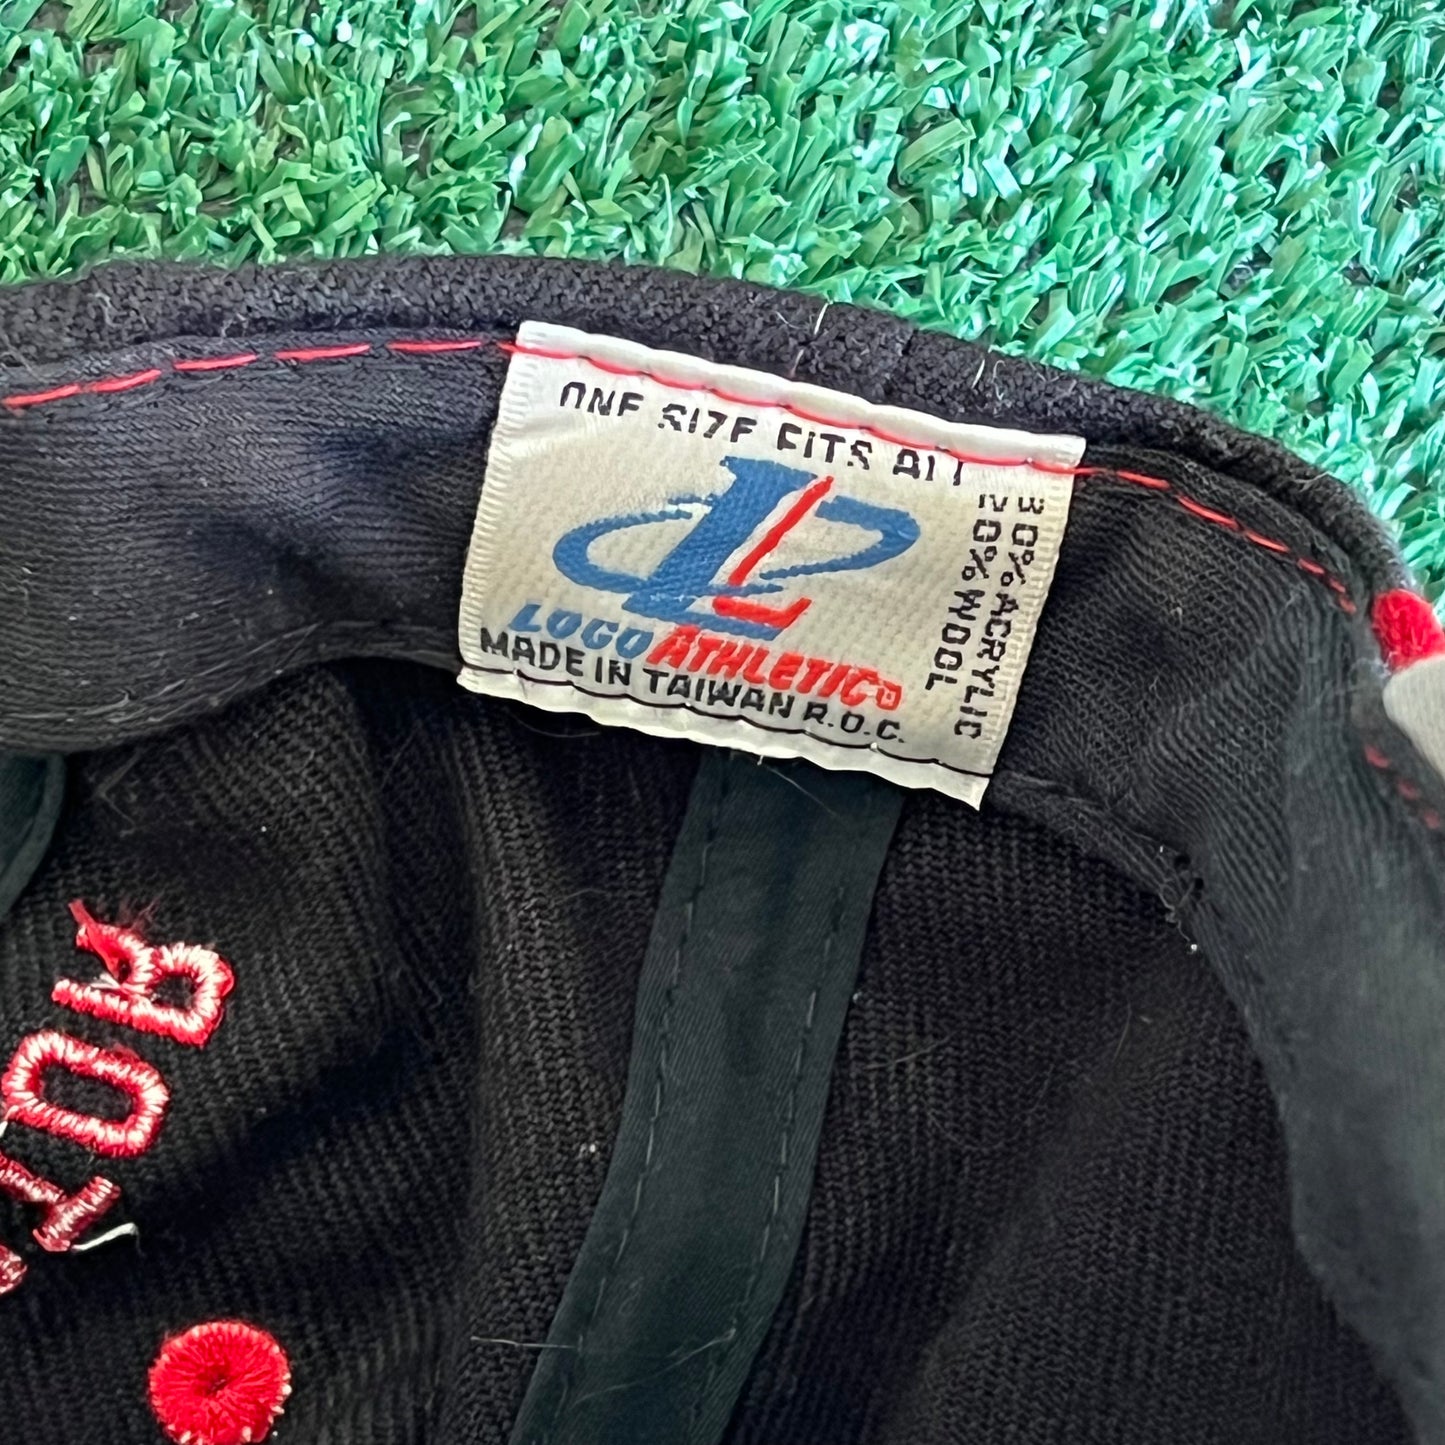 ONE SIZE FITS ALL
80% ACRYLIC
20% WOOL
L
LOGO ATHLETIC
MADE IN TAIWAN R.O.C.